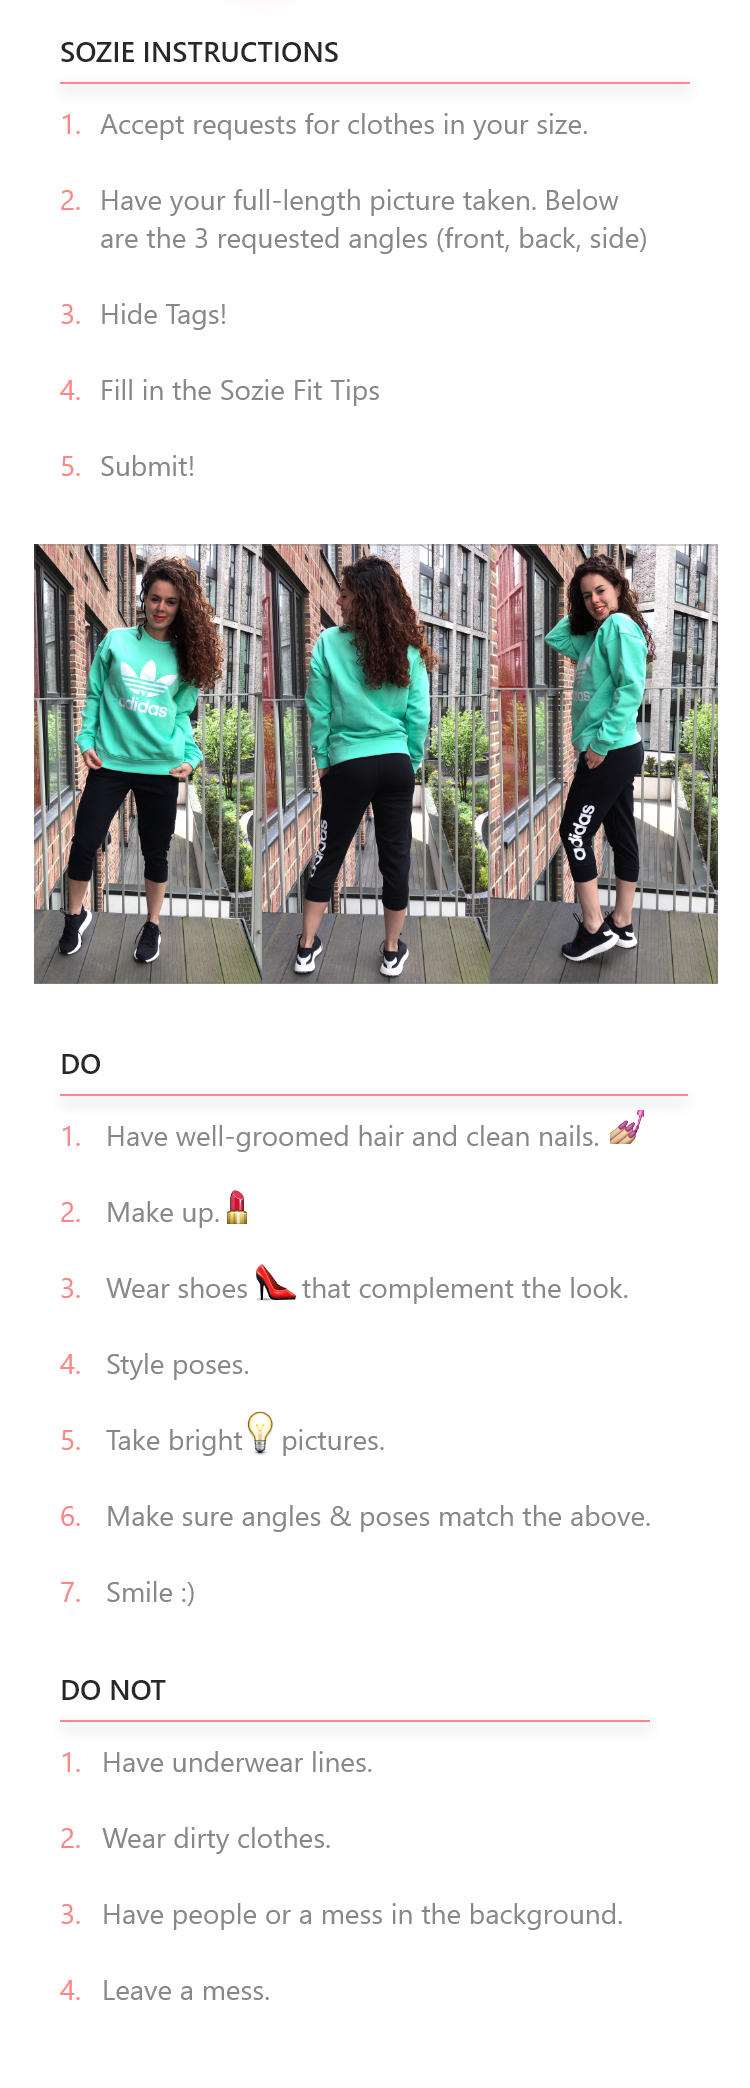 SOZIE INSTRUCTIONS
1. Accept requests for clothes in your size.
2. Have your full-length picture taken. Below
are the 3 requested angles (front, back, side)
3. Hide Tags!
4. Fill in the Sozie Fit Tips
5. Submit!
adidas
adidas
adidas
adidas
DO
1. Have well-groomed hair and clean nails. 💅
2. Make up. 💄
3. Wear shoes 👠 that complement the look.
4. Style poses.
5. Take bright 💡 pictures.
6. Make sure angles & poses match the above.
7. Smile :)
DO NOT
1. Have underwear lines.
2. Wear dirty clothes.
3. Have people or a mess in the background.
4. Leave a mess.